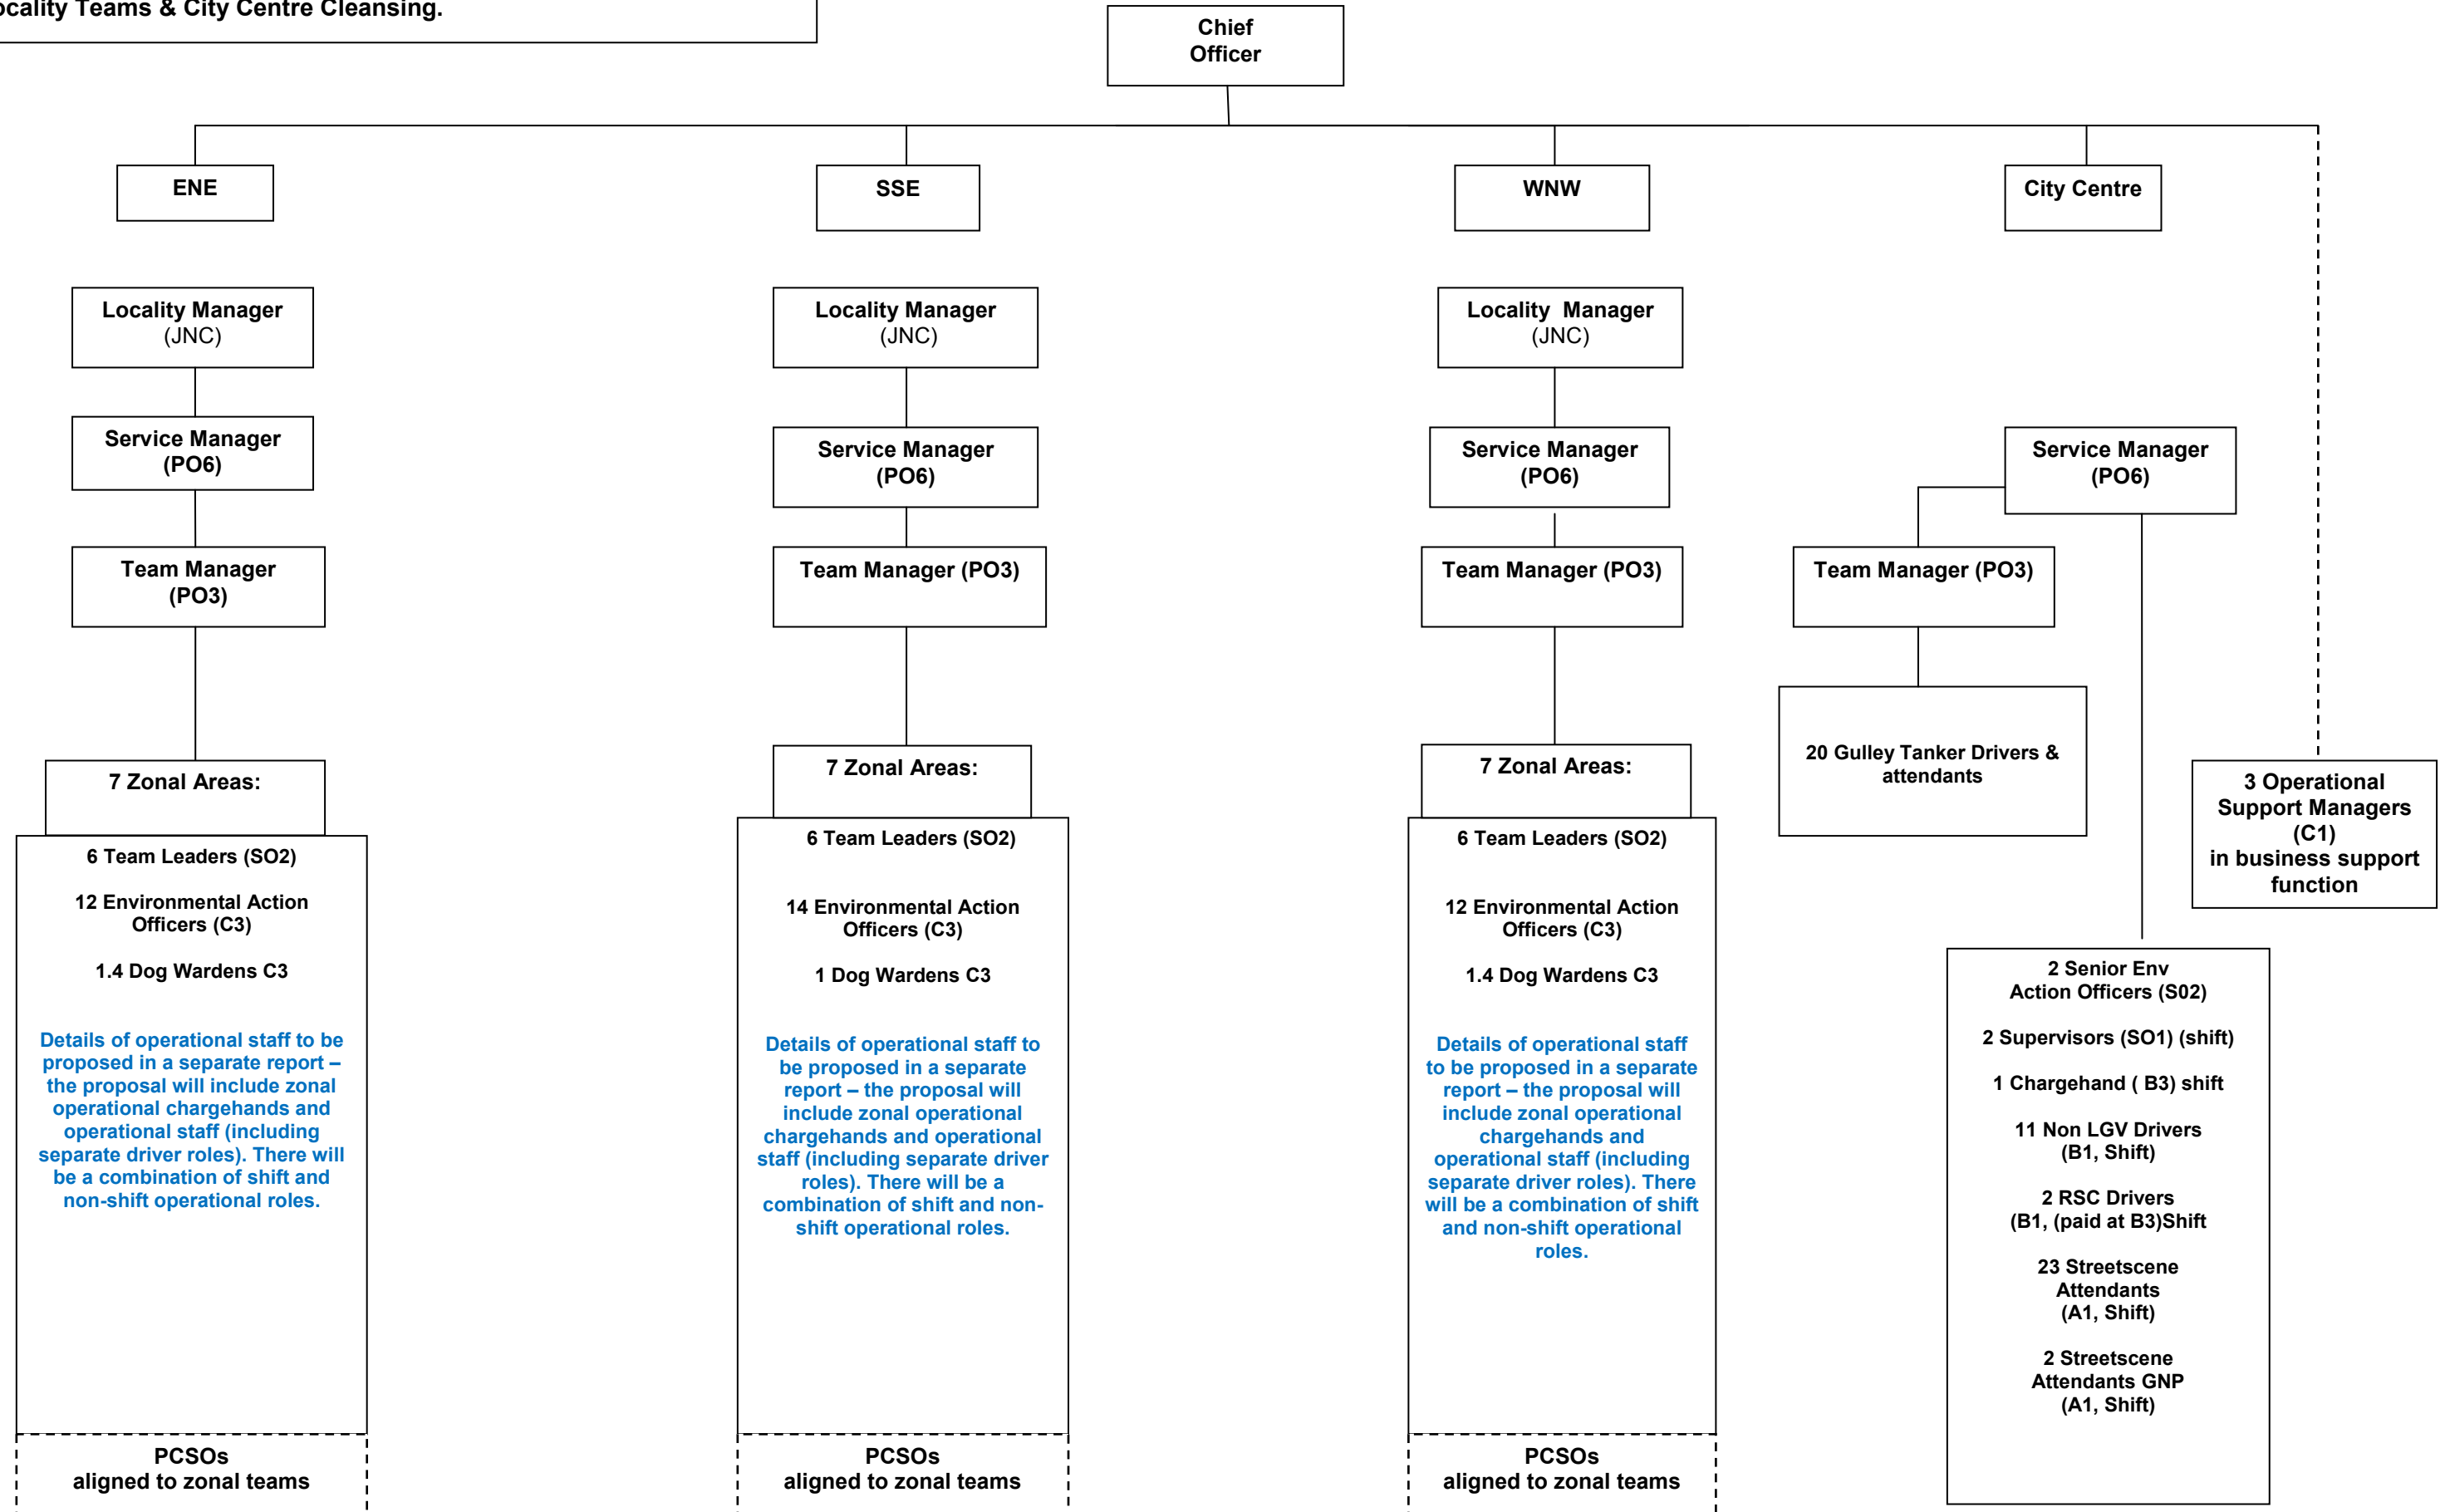 Teams & City Centre Cleansing.
Chief
Officer
ENE
SSE
WNW
City Centre
Locality Manager
(JNC)
Locality Manager
(JNC)
Locality  Manager
(JNC)
Service Manager
(PO6)
Service Manager
(PO6)
Service Manager
(PO6)
Service Manager
(PO6)
Team Manager
(PO3)
Team Manager (PO3)
Team Manager (PO3)
Team Manager (PO3)
7 Zonal Areas:
6 Team Leaders (SO2)
12 Environmental Action
Officers (C3)
1.4 Dog Wardens C3
Details of operational staff to be
proposed in a separate report –
the proposal will include zonal
operational chargehands and
operational staff (including
separate driver roles). There will
be a combination of shift and
non-shift operational roles.
PCSOs
aligned to zonal teams
7 Zonal Areas:
6 Team Leaders (SO2)
14 Environmental Action
Officers (C3)
1 Dog Wardens C3
Details of operational staff to
be proposed in a separate
report – the proposal will
include zonal operational
chargehands and operational
staff (including separate driver
roles). There will be a
combination of shift and non-
shift operational roles.
PCSOs
aligned to zonal teams
7 Zonal Areas:
6 Team Leaders (SO2)
12 Environmental Action
Officers (C3)
1.4 Dog Wardens C3
Details of operational staff
to be proposed in a separate
report – the proposal will
include zonal operational
chargehands and
operational staff (including
separate driver roles). There
will be a combination of shift
and non-shift operational
roles.
PCSOs
aligned to zonal teams
20 Gulley Tanker Drivers &
attendants
2 Senior Env
Action Officers (S02)
2 Supervisors (SO1) (shift)
1 Chargehand ( B3) shift
11 Non LGV Drivers
(B1, Shift)
2 RSC Drivers
(B1, (paid at B3)Shift
23 Streetscene
Attendants
(A1, Shift)
2 Streetscene
Attendants GNP
(A1, Shift)
3 Operational
Support Managers
(C1)
in business support
function